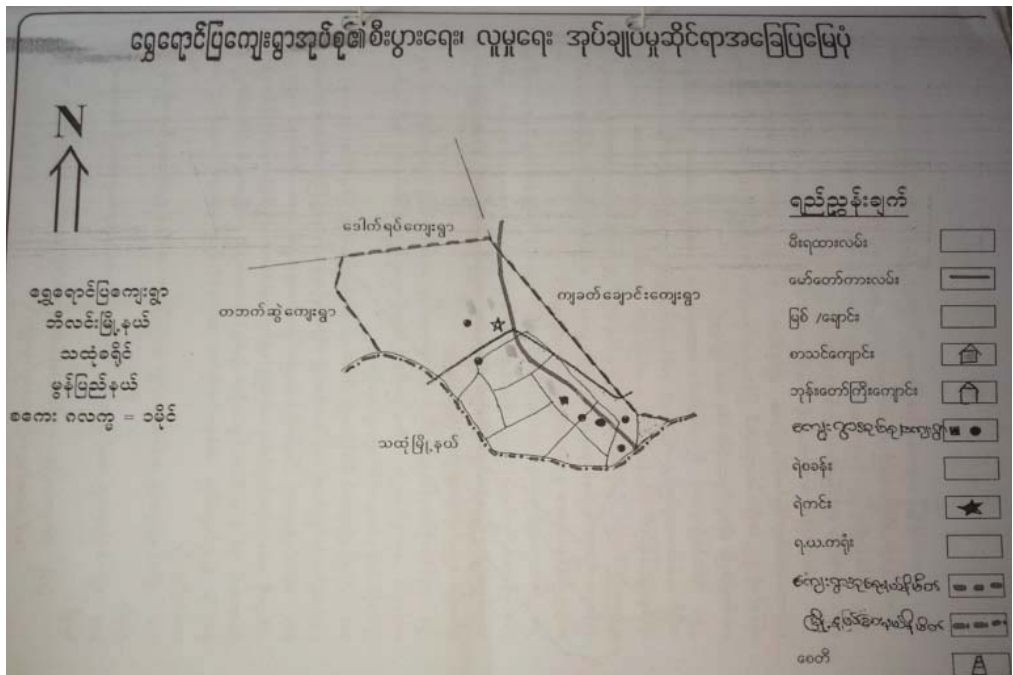 ရွှေရောင်ပြကျေးရွာအုပ်စု၏စီးပွားရေး၊ လူမှုရေး အုပ်ချုပ်မှုဆိုင်ရာအခြေပြမြေပုံ
N
ရွှေရောင်ပြကျေးရွာ
ဘီလင်းမြို့နယ်
သထုံခရိုင်
မွန်ပြည်နယ်
စကေး ၈လက္မ = ၁မိုင်
ဒေါက်ရပ်ကျေးရွာ
တဘက်ဆွဲကျေးရွာ
ကျခတ်ချောင်းကျေးရွာ
သထုံမြို့နယ်
ရည်ညွှန်းချက်
မီးရထားလမ်း
မော်တော်ကားလမ်း
မြစ် /ချောင်း
စာသင်ကျောင်း
ဘုန်းတော်ကြီးကျောင်း
ရဲစခန်း
ရဲကင်း
ရ.ယ.က ရုံး
စေတီ